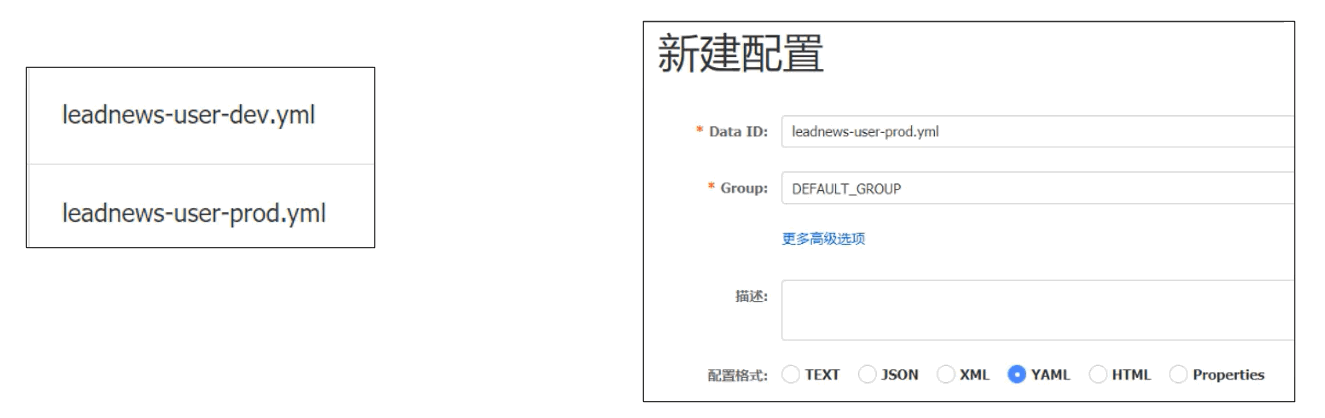 leadnews-user-dev.yml
leadnews-user-prod.yml
新建配置
* Data ID: leadnews-user-prod.yml
* Group: DEFAULT_GROUP
更多高级选项
描述:
配置格式: TEXT JSON XML YAML HTML Properties